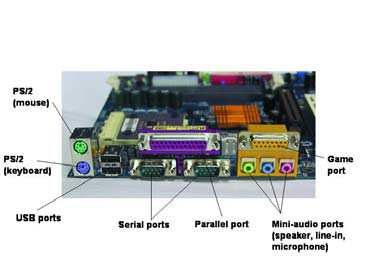 PS/2
(mouse)
PS/2
(keyboard)
USB ports
Serial ports
Parallel port
Game
port
Mini-audio ports
(speaker, line-in,
microphone)